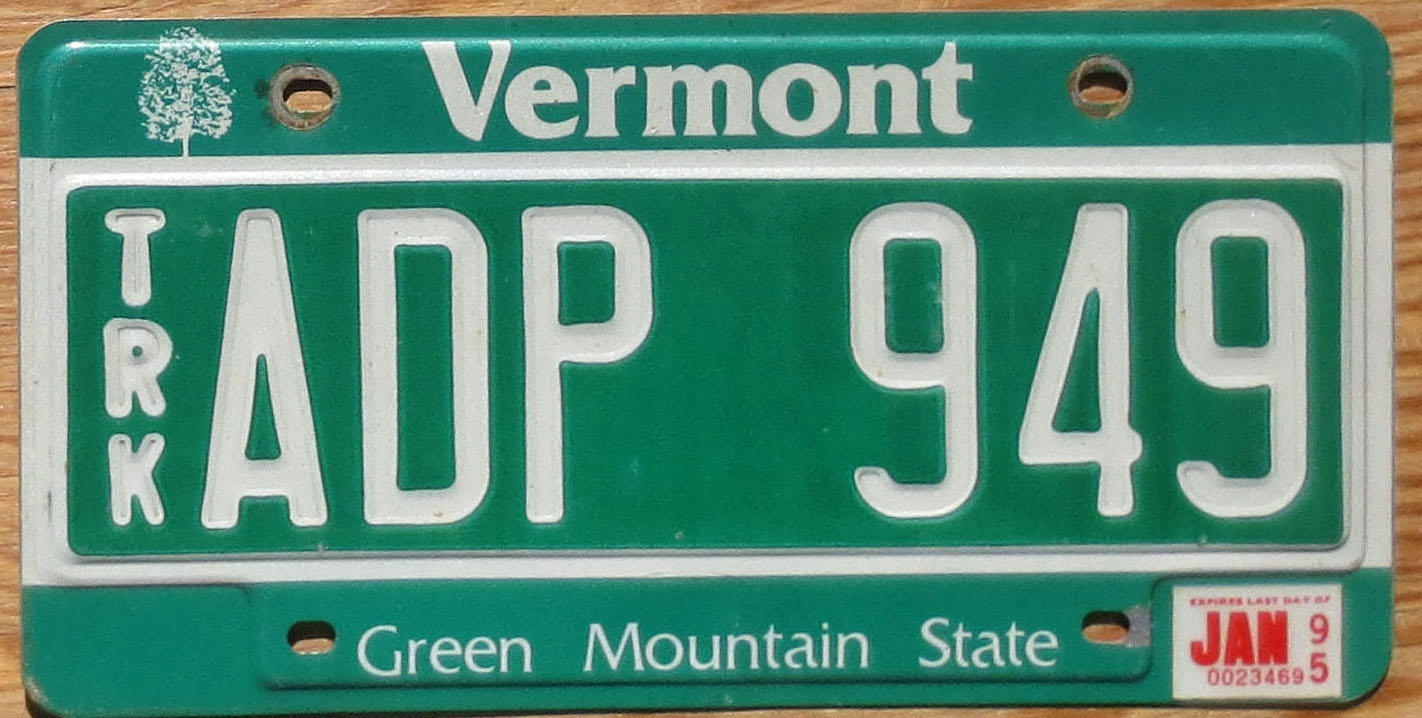 Vermont
TRK ADP 949
Green Mountain State
EXPIRES LAST DAY OF
JAN 95
0023469